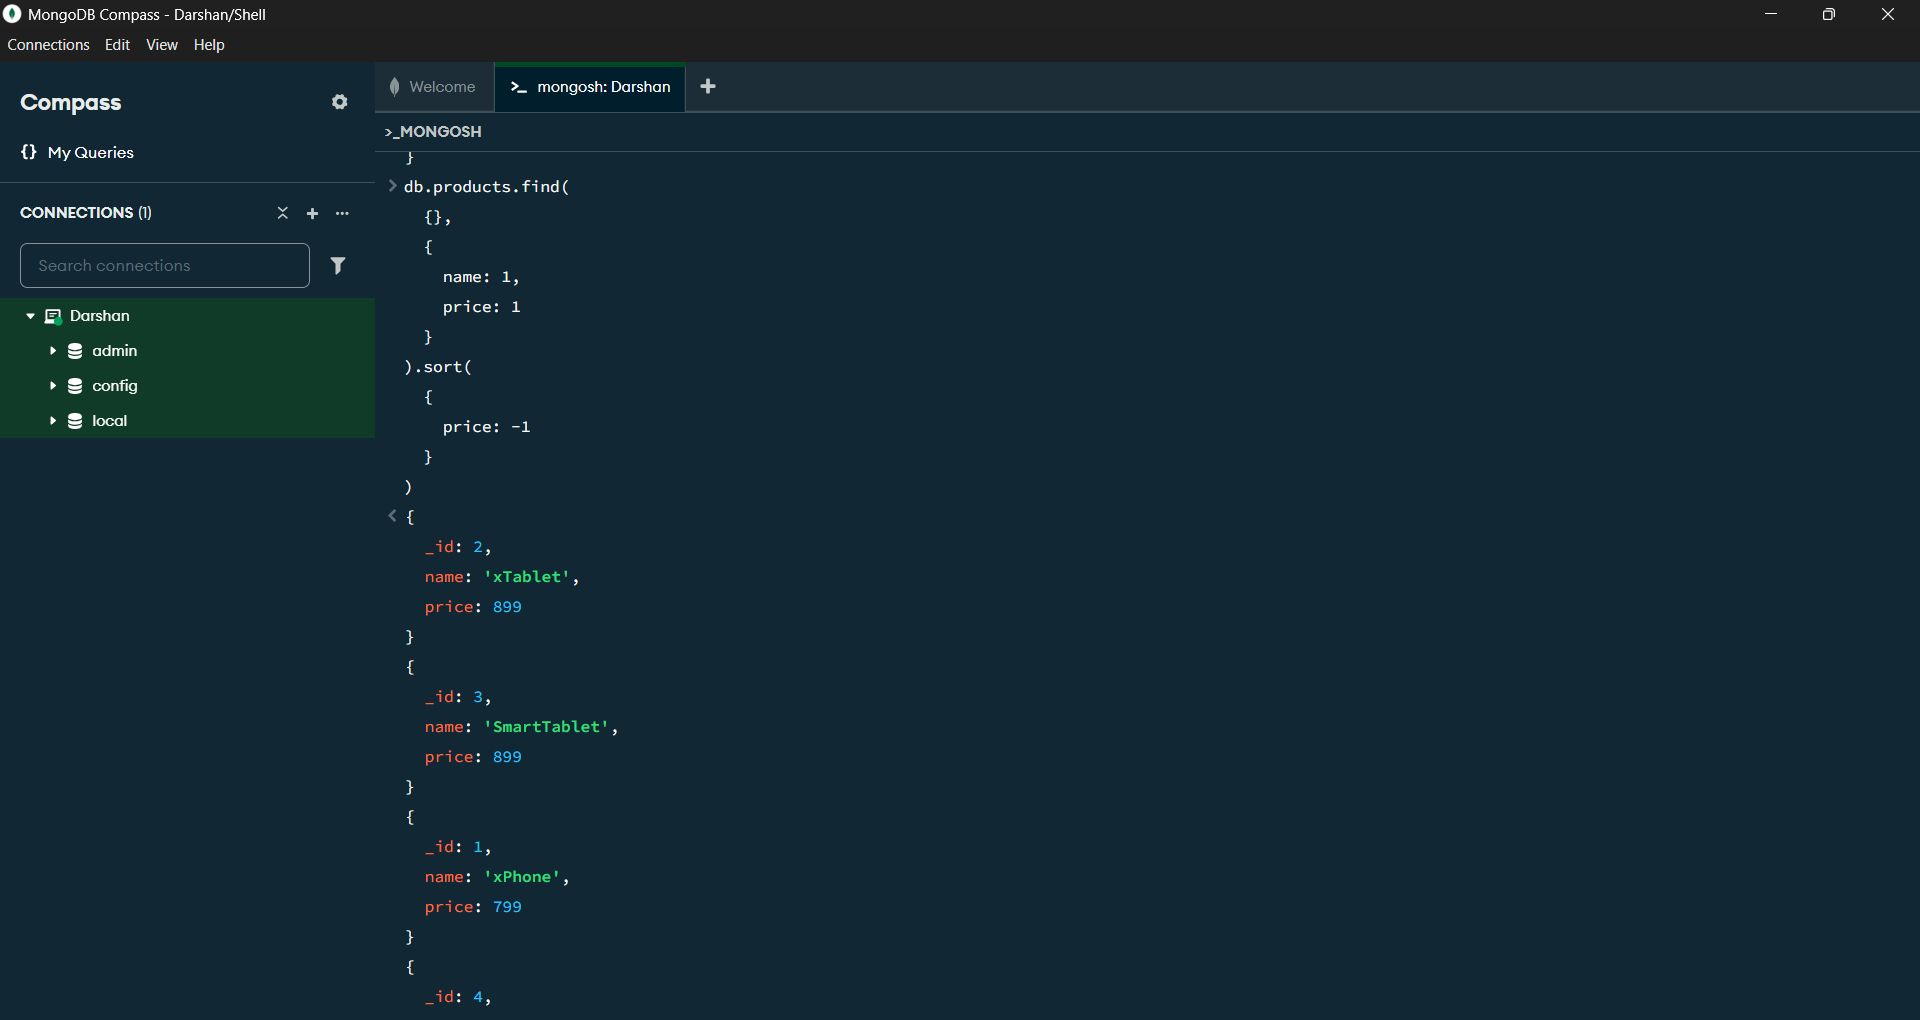 MongoDB Compass - Darshan/Shell
Connections Edit View Help
Compass
{} My Queries
CONNECTIONS (1)
Search connections
Darshan
admin
config
local
Welcome
>_ mongosh: Darshan
>_MONGOSH
}
> db.products.find(
{},
{
name: 1,
price: 1
}
).sort(
{
price: -1
}
)
< {
_id: 2,
name: 'xTablet',
price: 899
}
{
_id: 3,
name: 'SmartTablet',
price: 899
}
{
_id: 1,
name: 'xPhone',
price: 799
}
{
_id: 4,